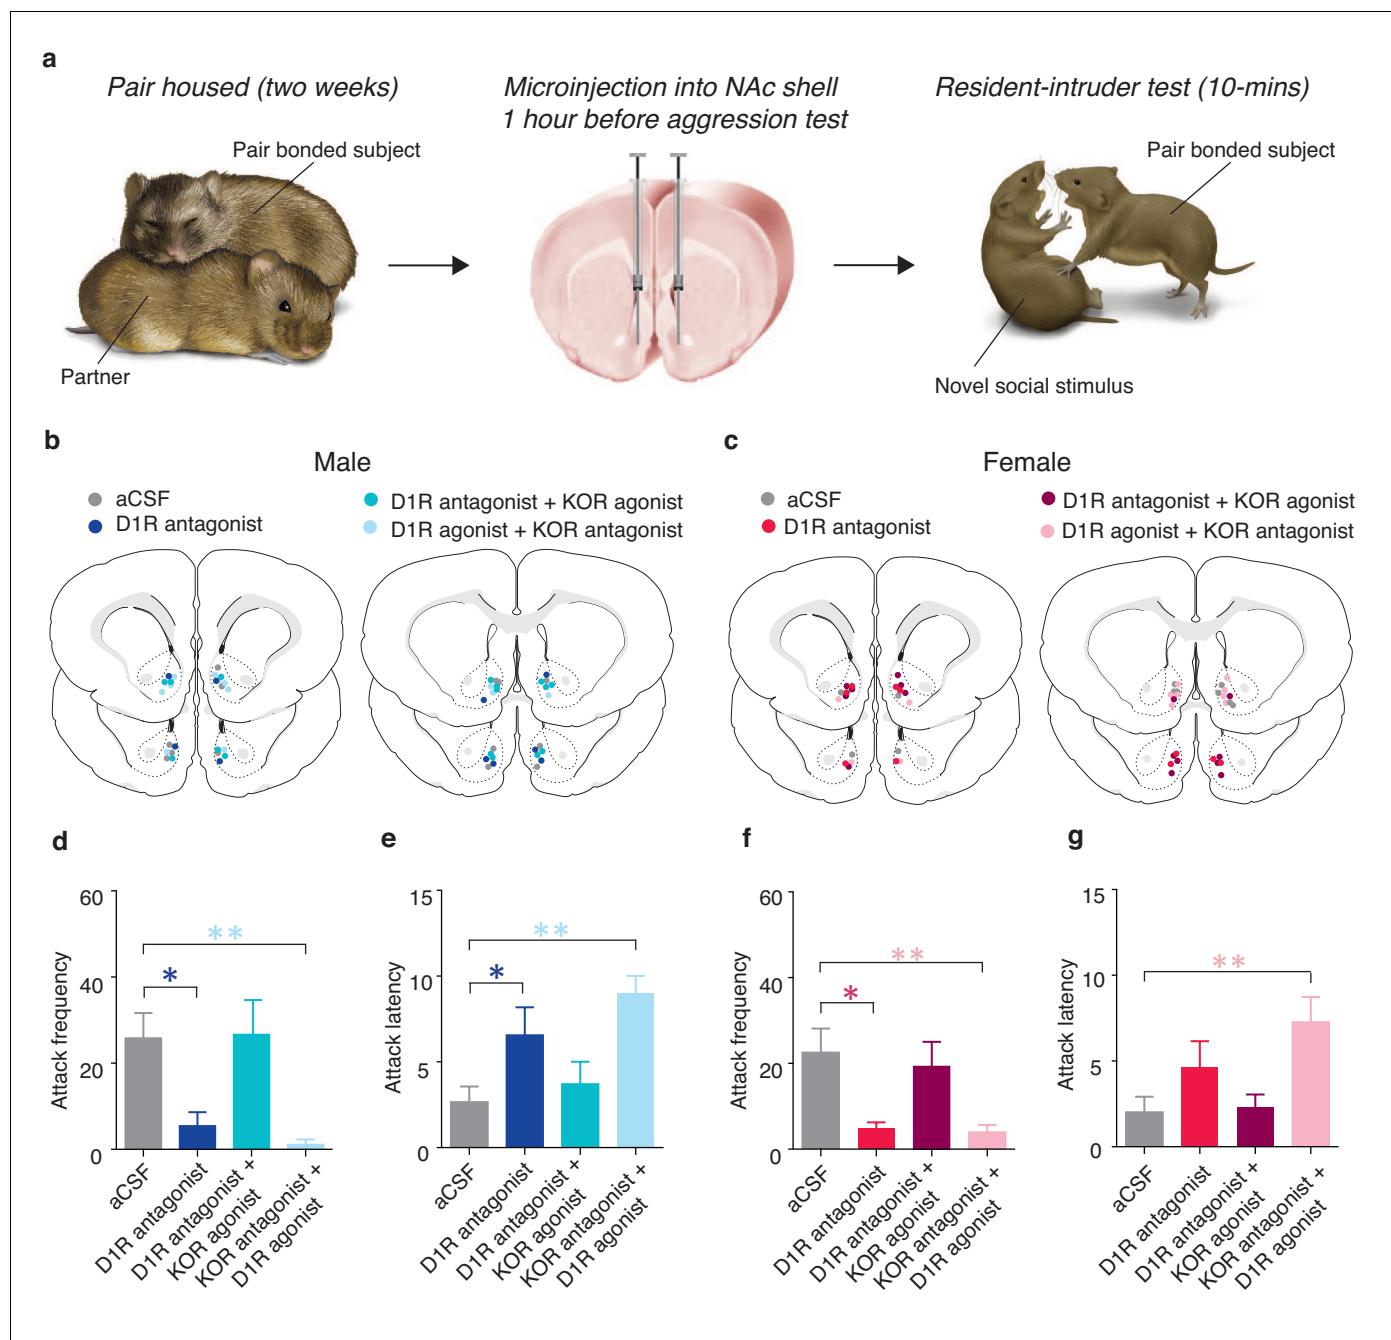 a
Pair housed (two weeks)
Microinjection into NAc shell
1 hour before aggression test
Resident-intruder test (10-mins)
Pair bonded subject
Partner
Pair bonded subject
Novel social stimulus
b
Male
aCSF
D1R antagonist
D1R antagonist + KOR agonist
D1R agonist + KOR antagonist
c
Female
aCSF
D1R antagonist
D1R antagonist + KOR agonist
D1R agonist + KOR antagonist
d
Attack frequency
60
40
20
0
**
*
aCSF
D1R antagonist
D1R antagonist +
KOR agonist
KOR antagonist +
D1R agonist
e
Attack latency
15
10
5
0
**
*
aCSF
D1R antagonist
D1R antagonist +
KOR agonist
KOR antagonist +
D1R agonist
f
Attack frequency
60
40
20
0
**
*
aCSF
D1R antagonist
D1R antagonist +
KOR agonist
KOR antagonist +
D1R agonist
g
Attack latency
15
10
5
0
**
aCSF
D1R antagonist
D1R antagonist +
KOR agonist
KOR antagonist +
D1R agonist